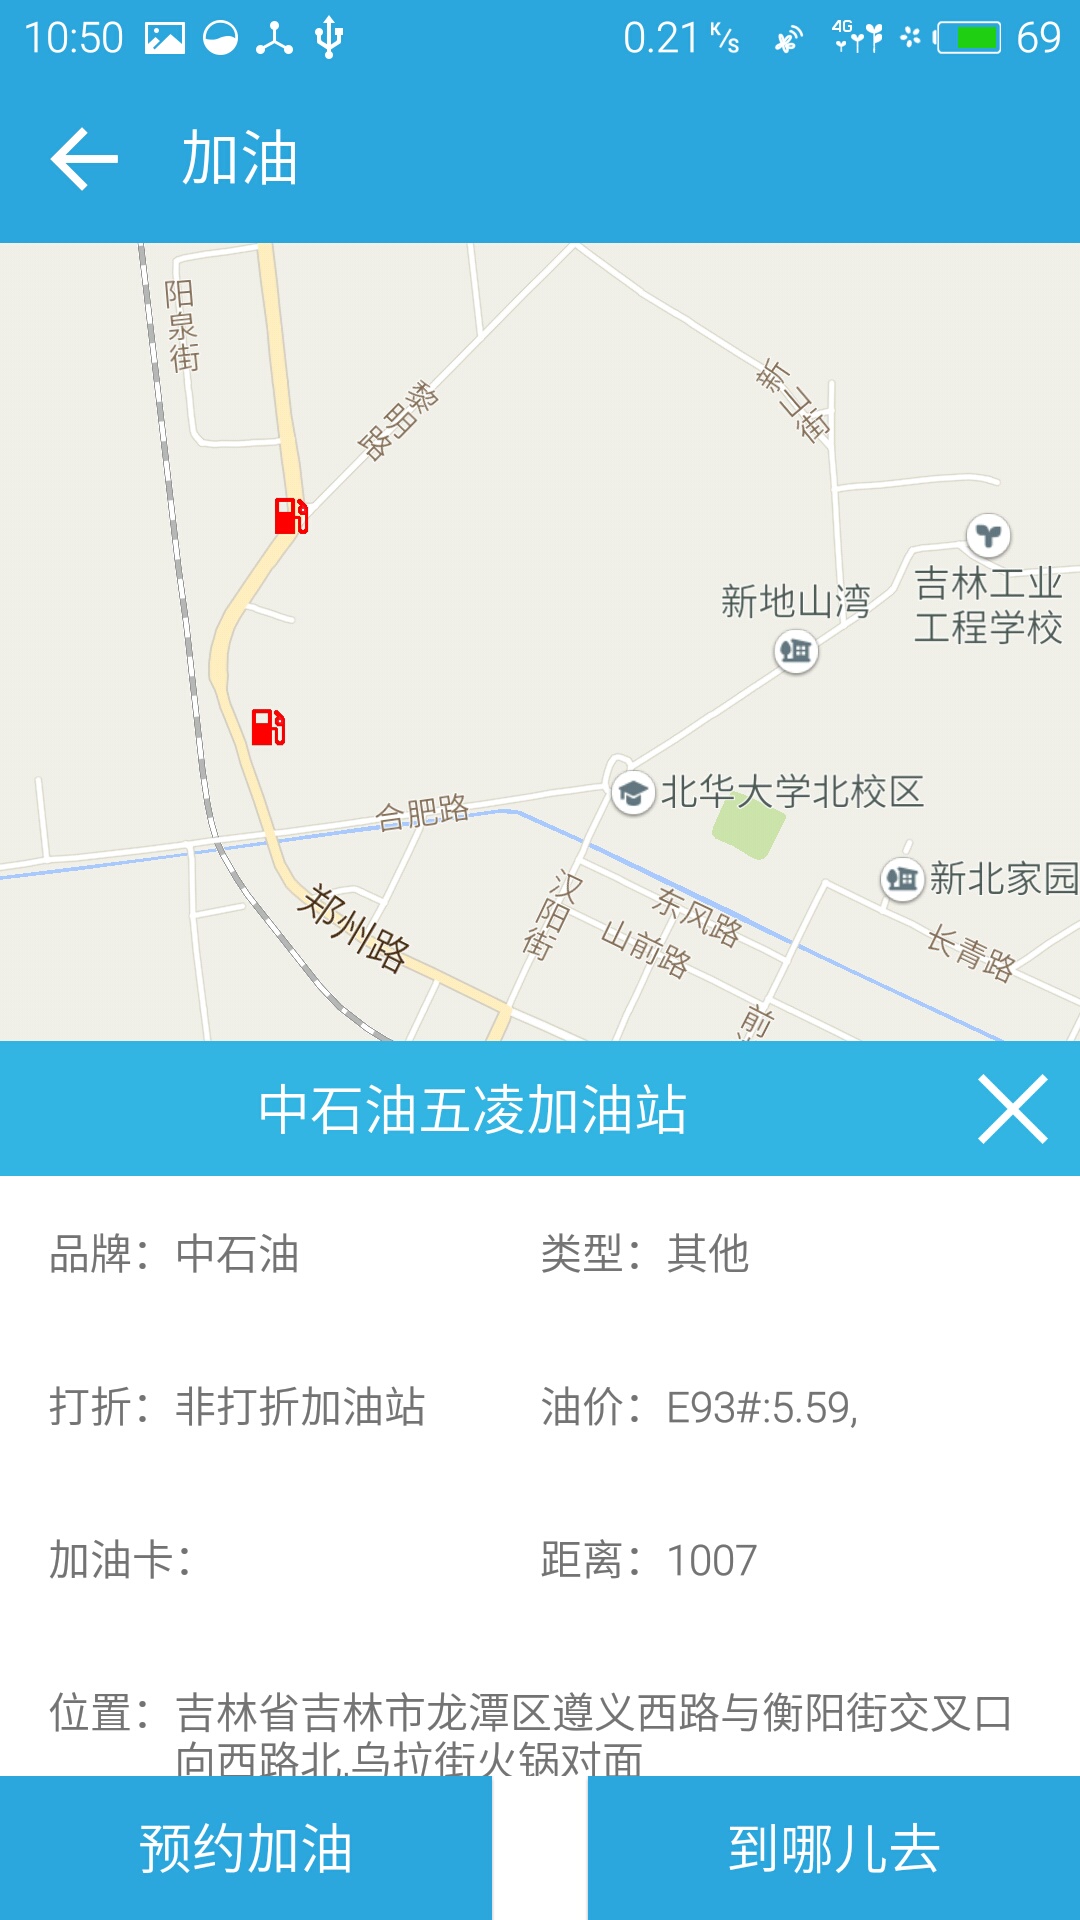 10:50
0.21 K/s
4G
69
加油
阳泉街
黎明路
新山街
吉林工业
工程学校
新地山湾
北华大学北校区
合肥路
新北家园
汉阳街
东风路
山前路
长青路
郑州路
前
中石油五凌加油站
品牌：中石油
类型：其他
打折：非打折加油站
油价：E93#:5.59,
加油卡：
距离：1007
位置：吉林省吉林市龙潭区遵义西路与衡阳街交叉口
向西路北,乌拉街火锅对面
预约加油
到哪儿去